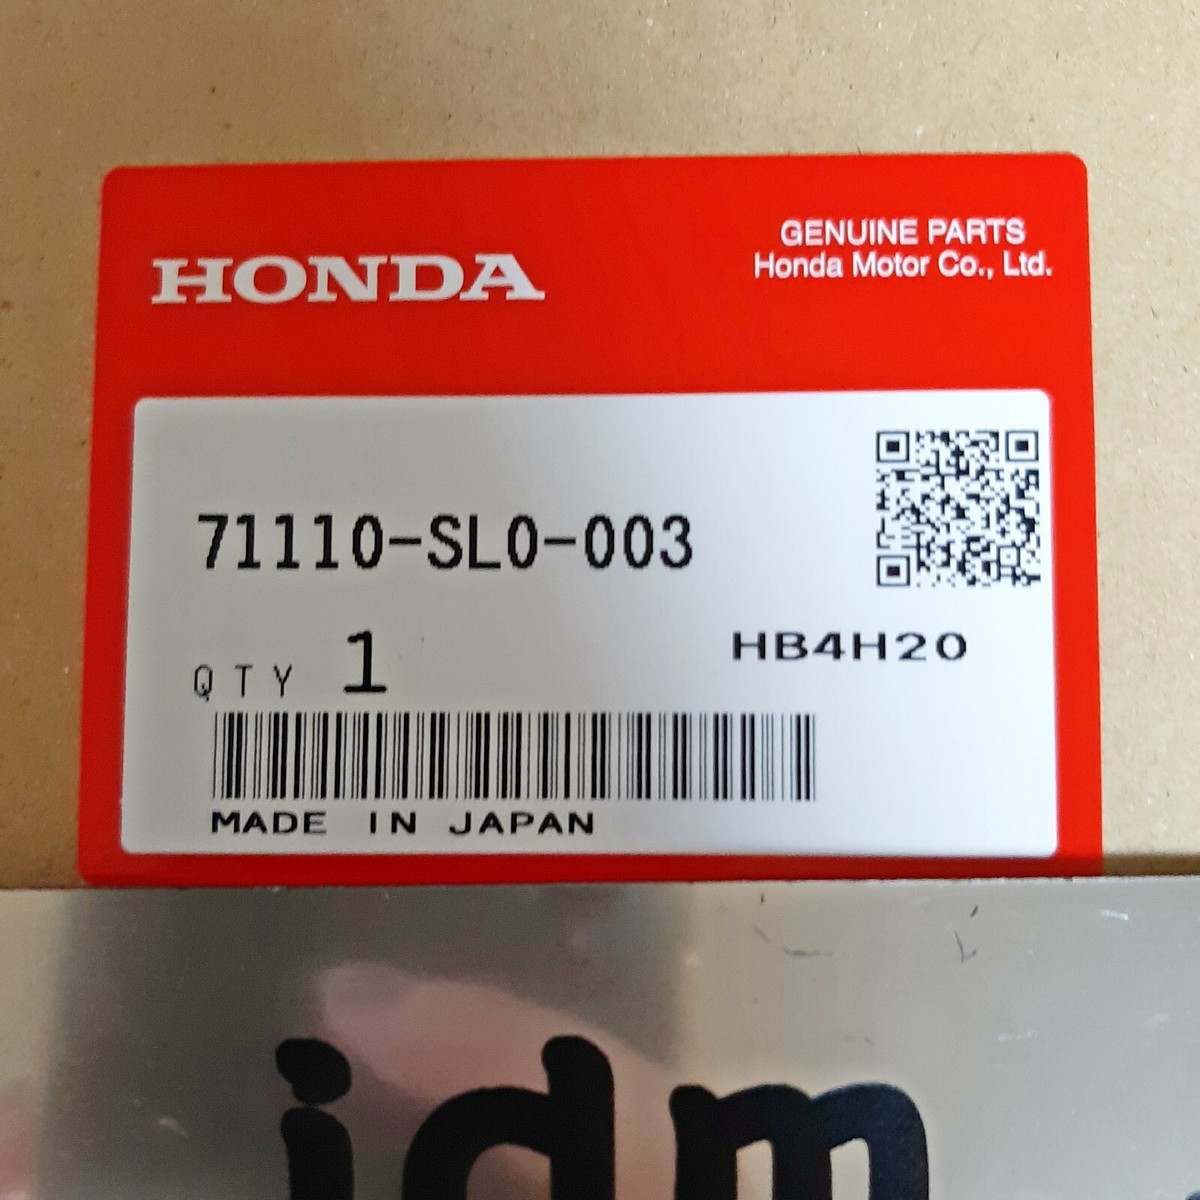 HONDA
GENUINE PARTS
Honda Motor Co., Ltd.
71110-SL0-003
QTY 1
HB4H20
MADE IN JAPAN
idm